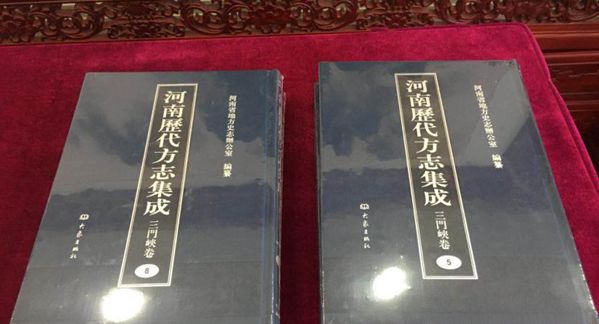 河南省地方史志辦公室 編纂
河南歷代方志集成
三門峽卷
6
大象出版社
河南省地方史志辦公室 編纂
河南歷代方志集成
三門峽卷
5
大象出版社